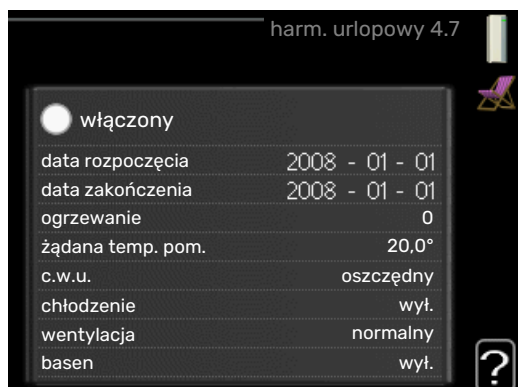 harm. urlopowy 4.7
włączony
data rozpoczęcia 2008 - 01 - 01
data zakończenia 2008 - 01 - 01
ogrzewanie 0
żądana temp. pom. 20,0°
c.w.u. oszczędny
chłodzenie wył.
wentylacja normalny
basen wył.
?